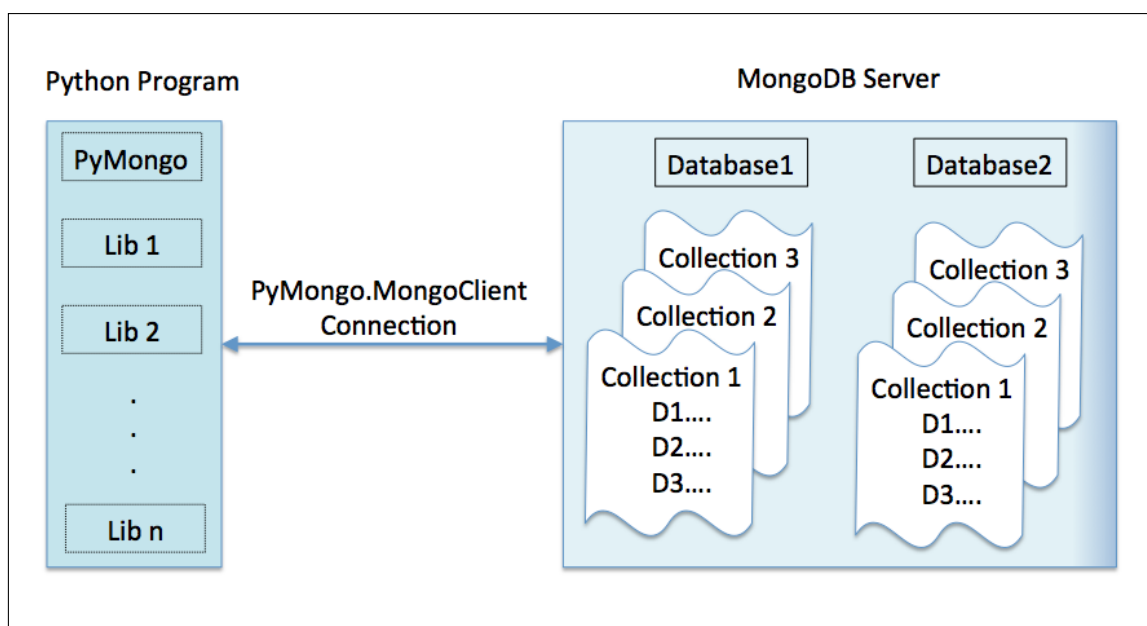 Python Program
PyMongo
Lib 1
Lib 2
.
.
.
Lib n
PyMongo.MongoClient
Connection
MongoDB Server
Database1
Collection 3
Collection 2
Collection 1
D1....
D2....
D3....
Database2
Collection 3
Collection 2
Collection 1
D1....
D2....
D3....